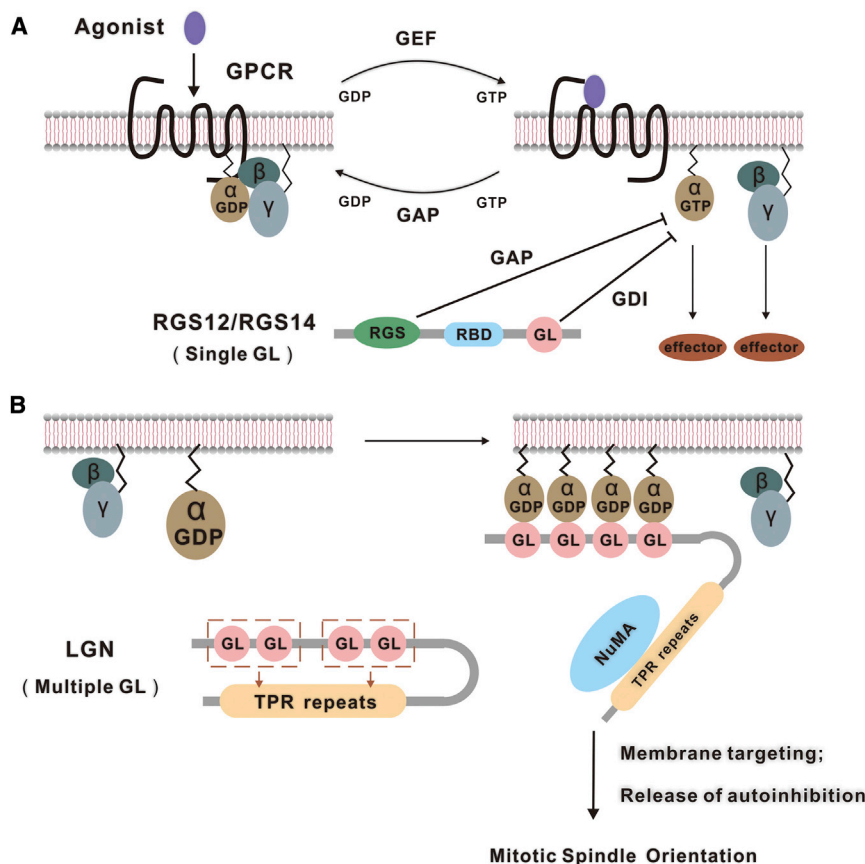 A
Agonist
GPCR
GEF
GDP
GTP
GDP
GAP
GTP
β
α
GDP
γ
α
GTP
β
γ
GAP
GDI
RGS12/RGS14
( Single GL )
RGS
RBD
GL
effector
effector
B
β
γ
α
GDP
α
GDP
α
GDP
α
GDP
α
GDP
β
γ
GL
GL
GL
GL
LGN
( Multiple GL )
GL
GL
GL
GL
TPR repeats
NuMA
TPR repeats
Membrane targeting;
Release of autoinhibition
Mitotic Spindle Orientation